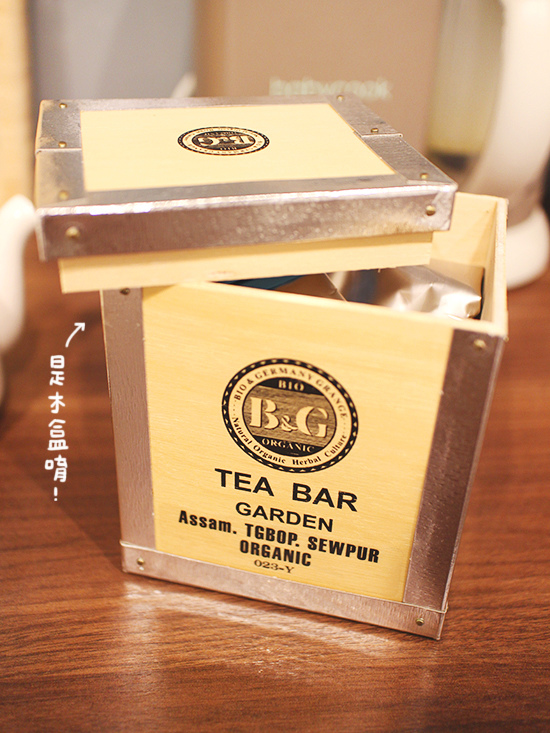 babycook
B&G
是木盒唷!
BIO & GERMANY GRANGE
BIO
B&G
ORGANIC
Natural Organic Herbal Culture
TEA BAR
GARDEN
Assam. TGBOP. SEWPUR
ORGANIC
023-Y